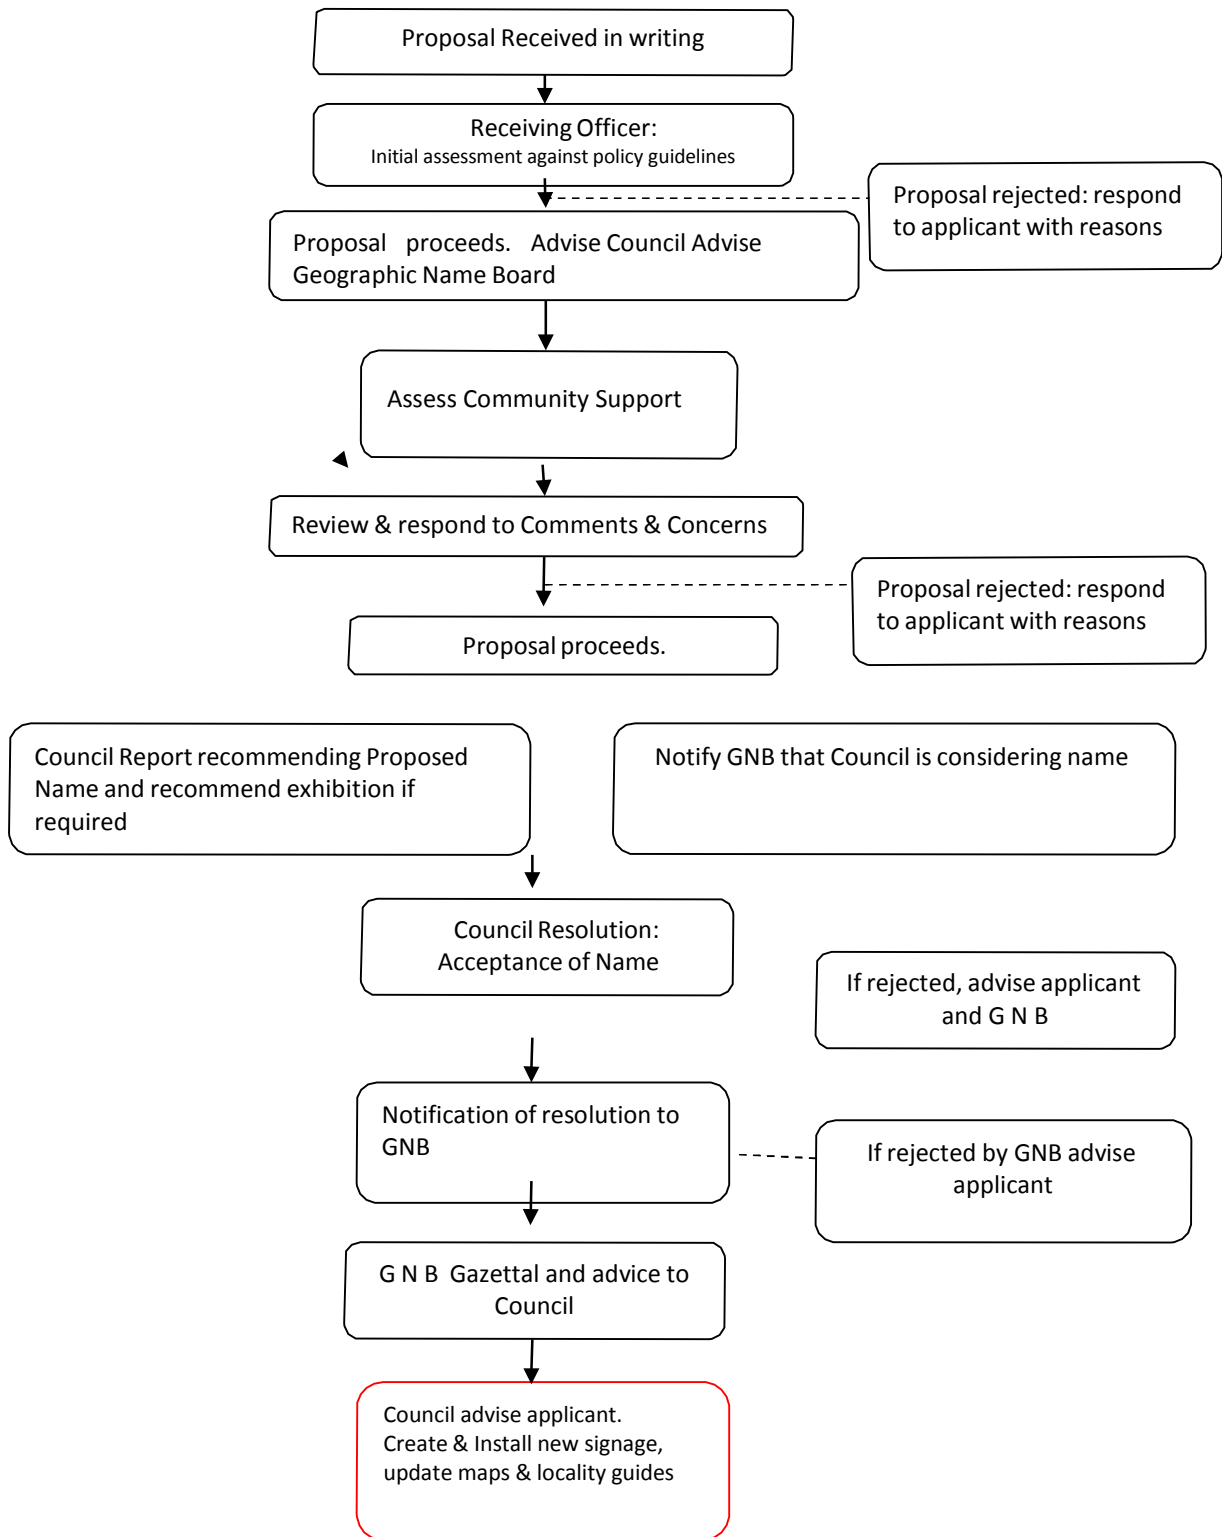 Proposal Received in writing
Receiving Officer:
Initial assessment against policy guidelines
Proposal rejected: respond
to applicant with reasons
Proposal proceeds. Advise Council Advise
Geographic Name Board
Assess Community Support
Review & respond to Comments & Concerns
Proposal rejected: respond
to applicant with reasons
Proposal proceeds.
Council Report recommending Proposed
Name and recommend exhibition if
required
Notify GNB that Council is considering name
Council Resolution:
Acceptance of Name
If rejected, advise applicant
and G N B
Notification of resolution to
GNB
If rejected by GNB advise
applicant
G N B Gazettal and advice to
Council
Council advise applicant.
Create & Install new signage,
update maps & locality guides